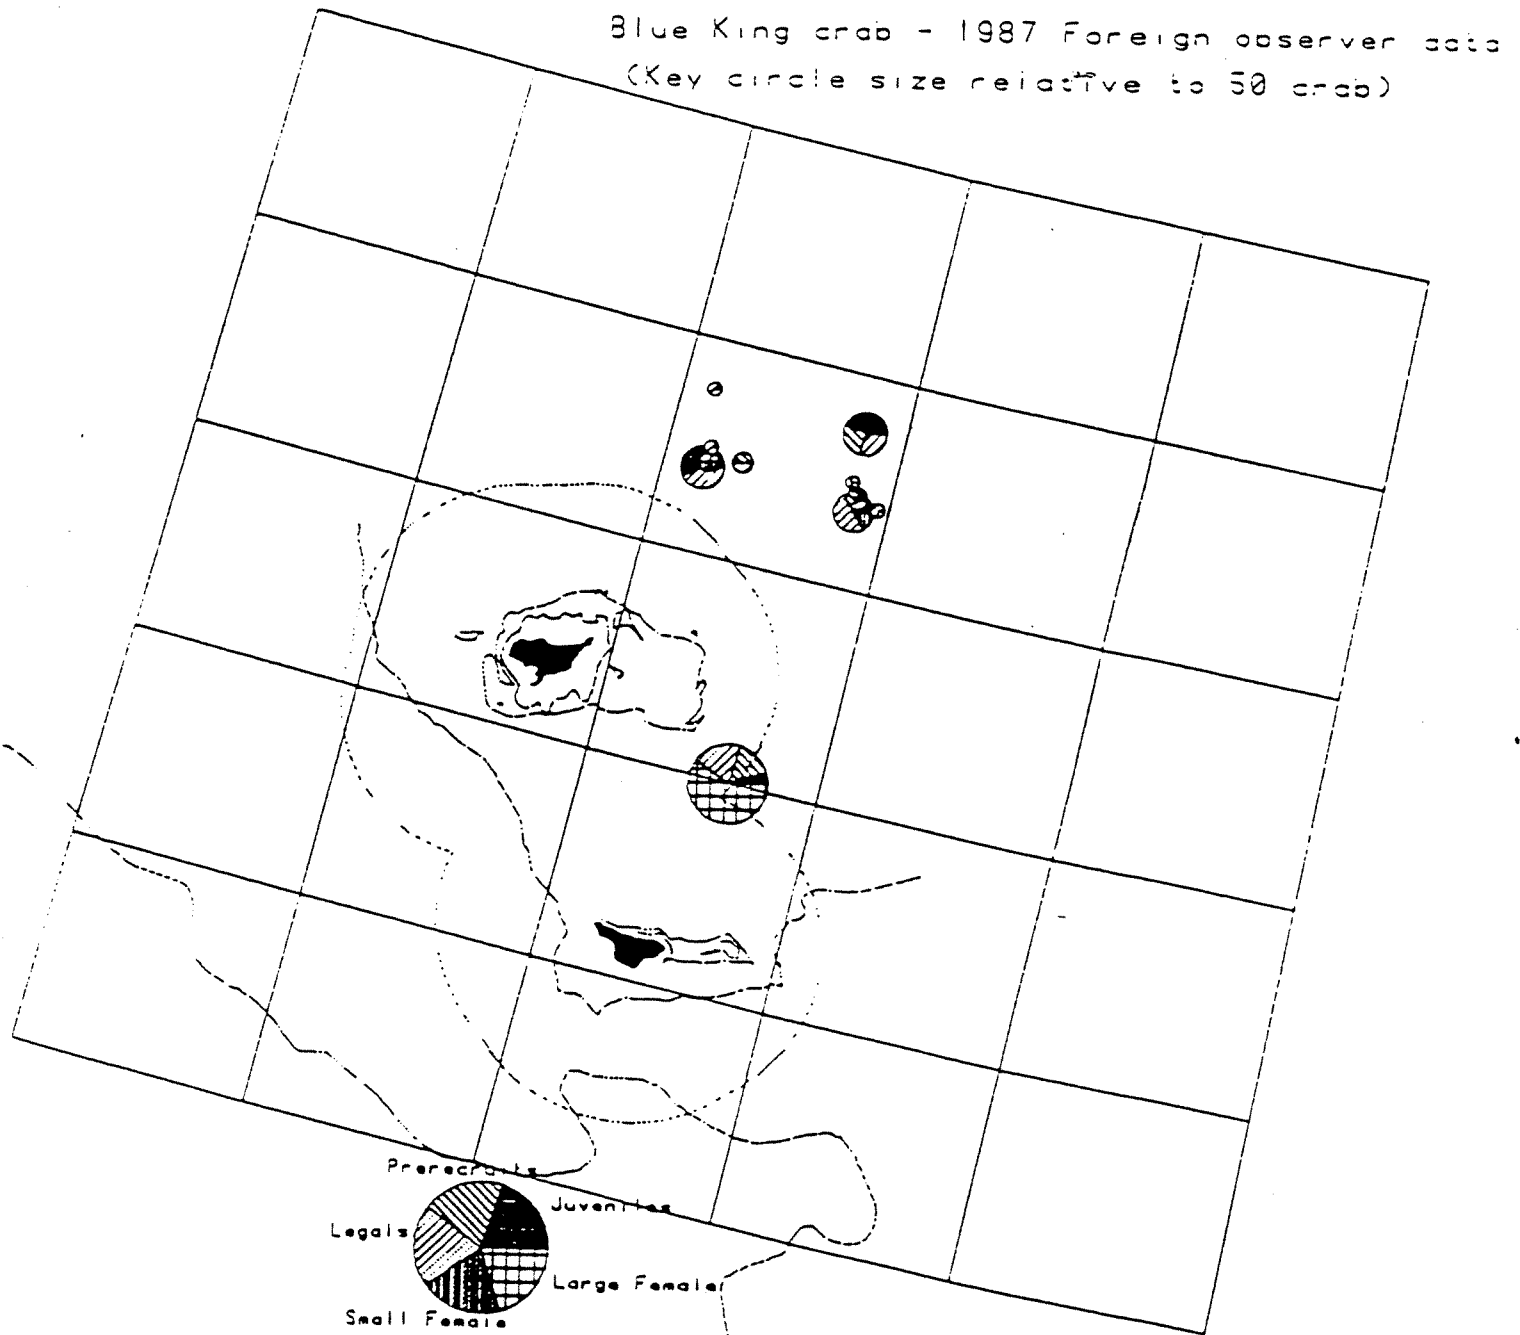 Blue King crab - 1987 Foreign observer data
(Key circle size relative to 50 crab)
Prerecruits
Juveniles
Legals
Large Female
Small Female